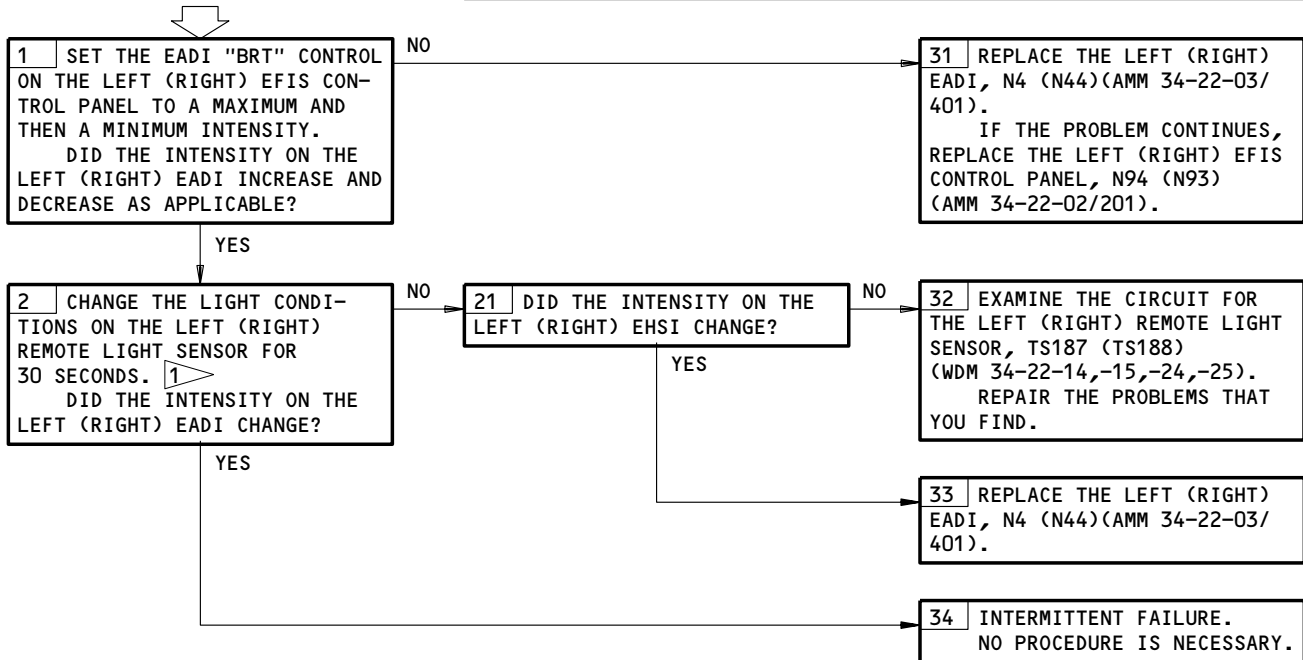 1 SET THE EADI "BRT" CONTROL
ON THE LEFT (RIGHT) EFIS CON-
TROL PANEL TO A MAXIMUM AND
THEN A MINIMUM INTENSITY.
DID THE INTENSITY ON THE
LEFT (RIGHT) EADI INCREASE AND
DECREASE AS APPLICABLE?
NO
31 REPLACE THE LEFT (RIGHT)
EADI, N4 (N44)(AMM 34-22-03/
401).
IF THE PROBLEM CONTINUES,
REPLACE THE LEFT (RIGHT) EFIS
CONTROL PANEL, N94 (N93)
(AMM 34-22-02/201).
YES
2 CHANGE THE LIGHT CONDI-
TIONS ON THE LEFT (RIGHT)
REMOTE LIGHT SENSOR FOR
30 SECONDS. 1
DID THE INTENSITY ON THE
LEFT (RIGHT) EADI CHANGE?
NO
21 DID THE INTENSITY ON THE
LEFT (RIGHT) EHSI CHANGE?
NO
32 EXAMINE THE CIRCUIT FOR
THE LEFT (RIGHT) REMOTE LIGHT
SENSOR, TS187 (TS188)
(WDM 34-22-14,-15,-24,-25).
REPAIR THE PROBLEMS THAT
YOU FIND.
YES
33 REPLACE THE LEFT (RIGHT)
EADI, N4 (N44)(AMM 34-22-03/
401).
YES
34 INTERMITTENT FAILURE.
NO PROCEDURE IS NECESSARY.